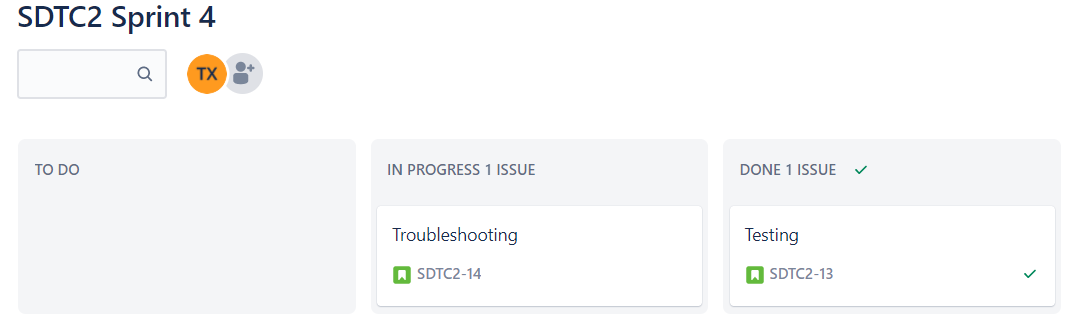 SDTC2 Sprint 4
TX
TO DO
IN PROGRESS 1 ISSUE
Troubleshooting
SDTC2-14
DONE 1 ISSUE
Testing
SDTC2-13